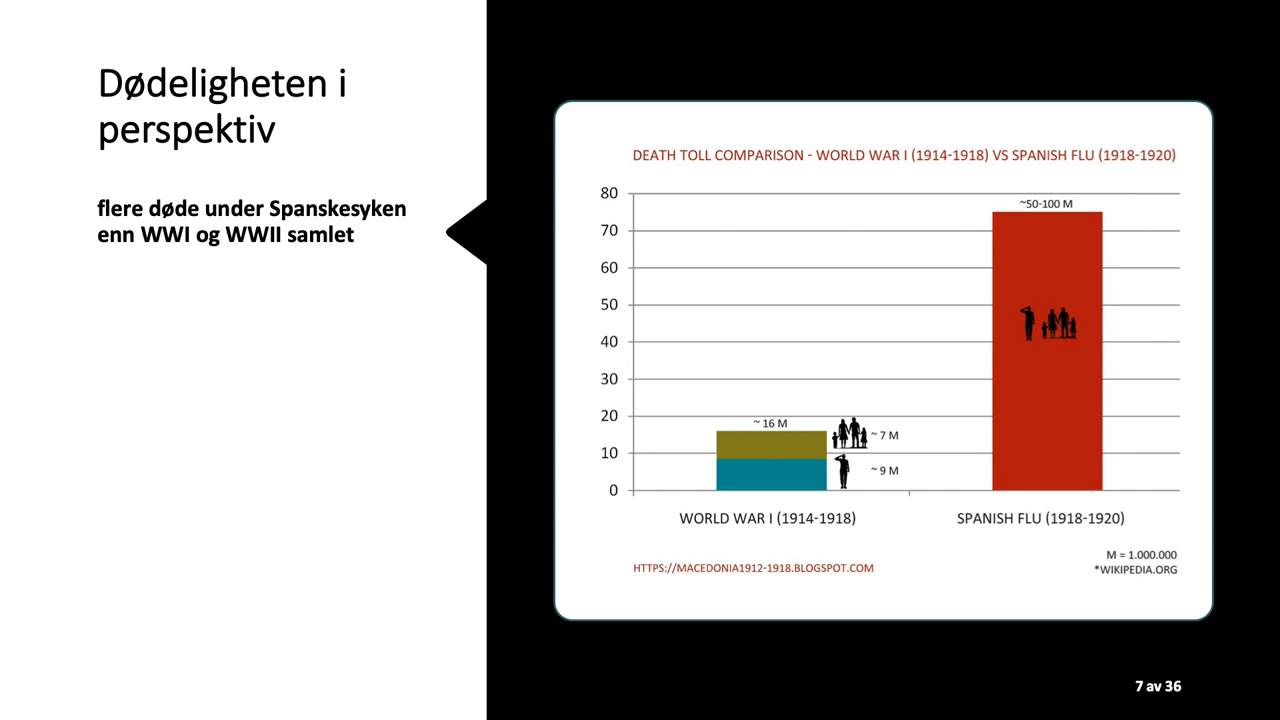 Dødeligheten i
perspektiv
flere døde under Spanskesyken
enn WWI og WWII samlet
DEATH TOLL COMPARISON - WORLD WAR I (1914-1918) VS SPANISH FLU (1918-1920)
80
70
60
50
40
30
20
10
0
~ 16 M
~ 7 M
~ 9 M
~50-100 M
WORLD WAR I (1914-1918)
SPANISH FLU (1918-1920)
HTTPS://MACEDONIA1912-1918.BLOGSPOT.COM
M = 1.000.000
*WIKIPEDIA.ORG
7 av 36